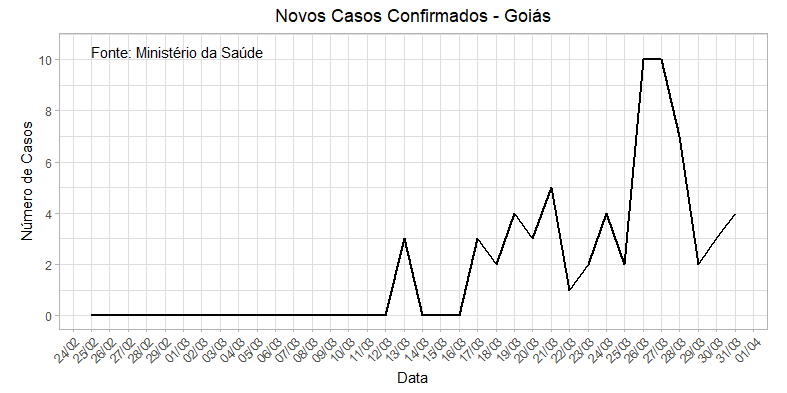 Novos Casos Confirmados - Goiás
Fonte: Ministério da Saúde
Número de Casos
10
8
6
4
2
0
24/02 25/02 26/02 27/02 28/02 29/02 01/03 02/03 03/03 04/03 05/03 06/03 07/03 08/03 09/03 10/03 11/03 12/03 13/03 14/03 15/03 16/03 17/03 18/03 19/03 20/03 21/03 22/03 23/03 24/03 25/03 26/03 27/03 28/03 29/03 30/03 31/03 01/04
Data